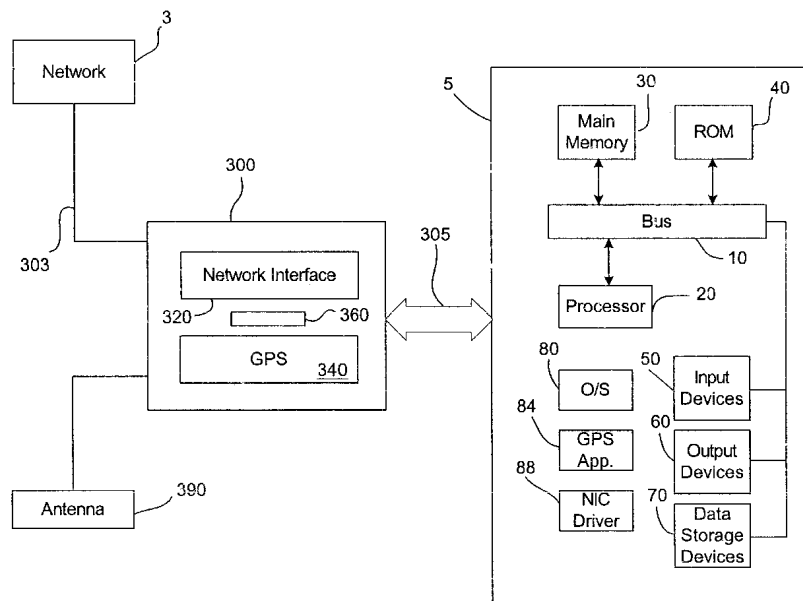 3
Network
303
300
Network Interface
320
360
GPS
340
305
Antenna
390
5
30
Main
Memory
40
ROM
Bus
10
Processor
20
80
O/S
84
GPS
App.
88
NIC
Driver
50
Input
Devices
60
Output
Devices
70
Data
Storage
Devices